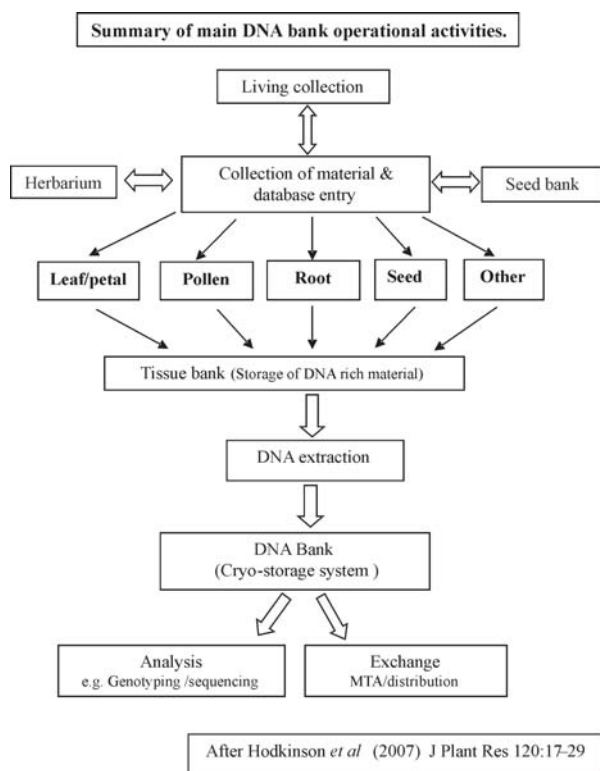 Summary of main DNA bank operational activities.
Living collection
Herbarium
Collection of material &
database entry
Seed bank
Leaf/petal
Pollen
Root
Seed
Other
Tissue bank (Storage of DNA rich material)
DNA extraction
DNA Bank
(Cryo-storage system )
Analysis
e.g. Genotyping /sequencing
Exchange
MTA/distribution
After Hodkinson et al (2007) J Plant Res 120:17–29